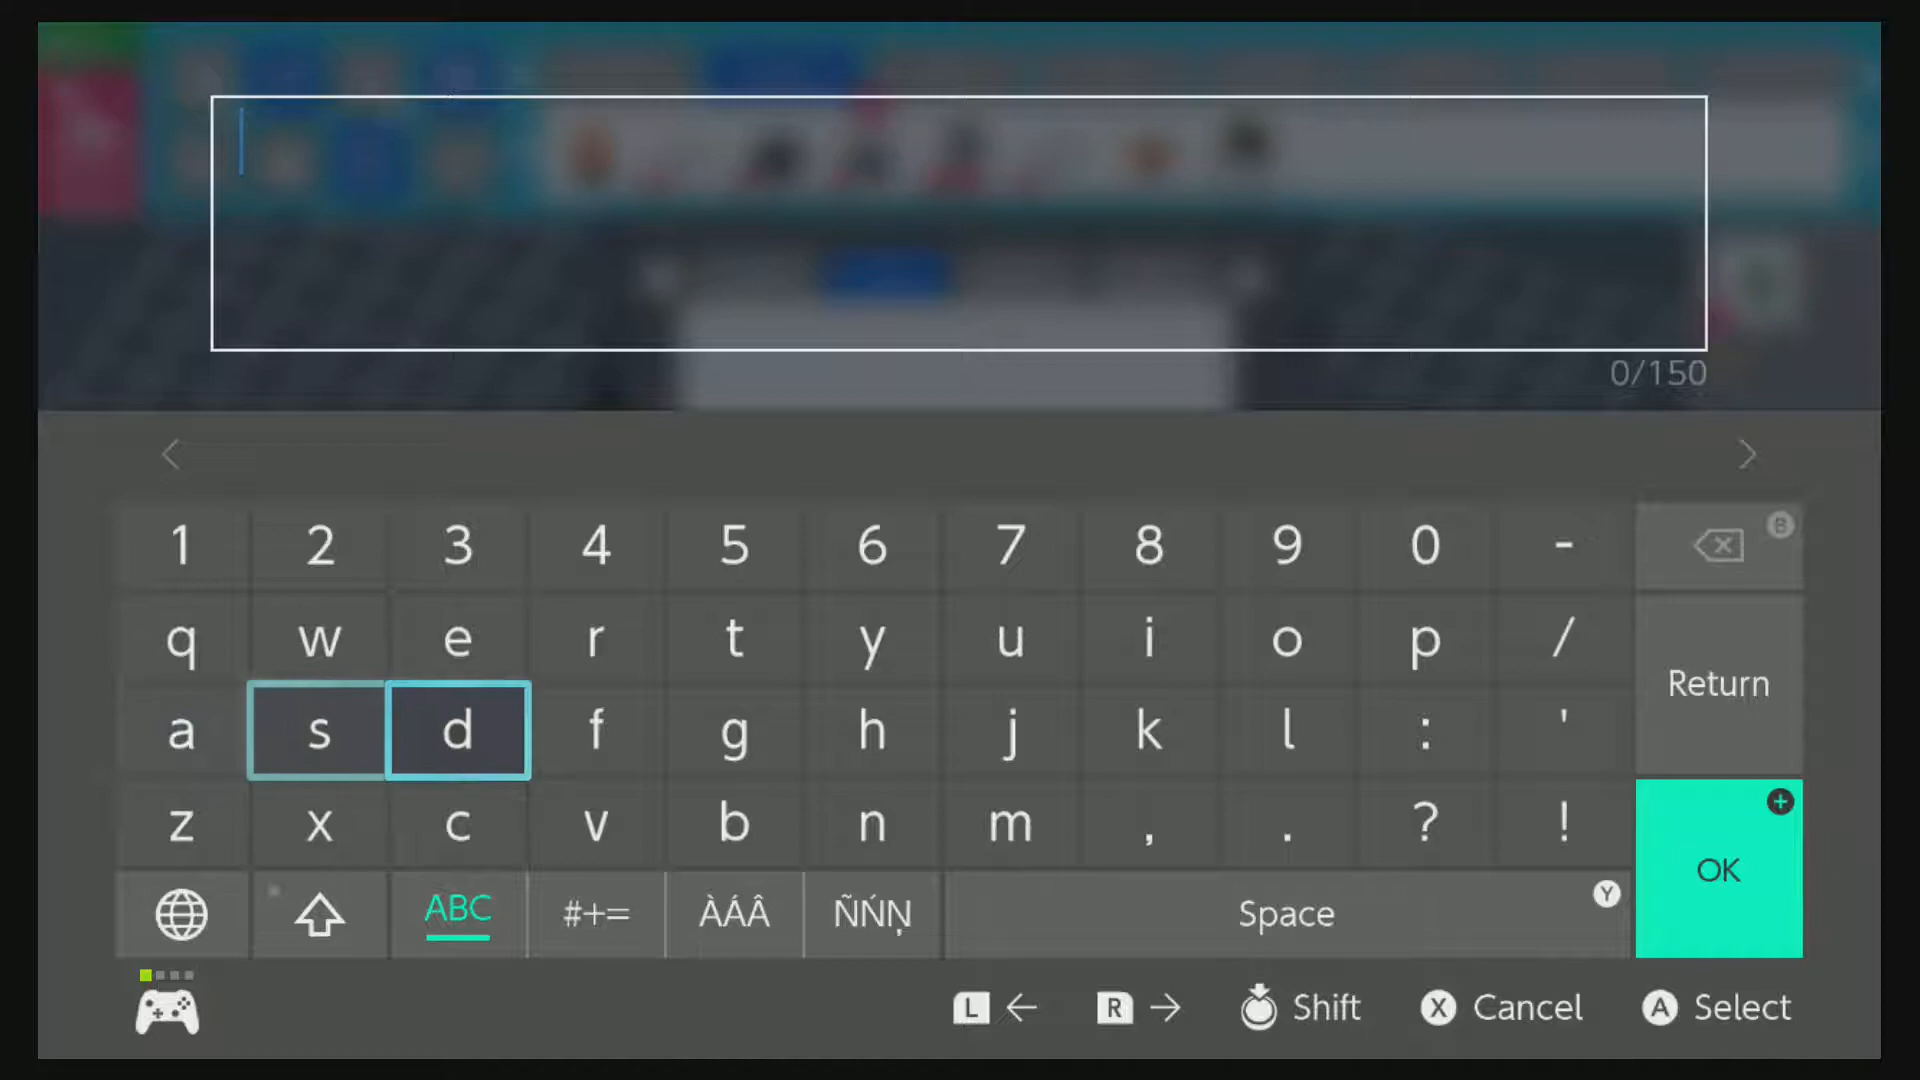 0/150
1 2 3 4 5 6 7 8 9 0 - B
q w e r t y u i o p / Return
a s d f g h j k l : '
z x c v b n m , . ? ! + OK
ABC #+= ÀÁÂ ÑŃŅ Space Y
L ← R → Shift X Cancel A Select